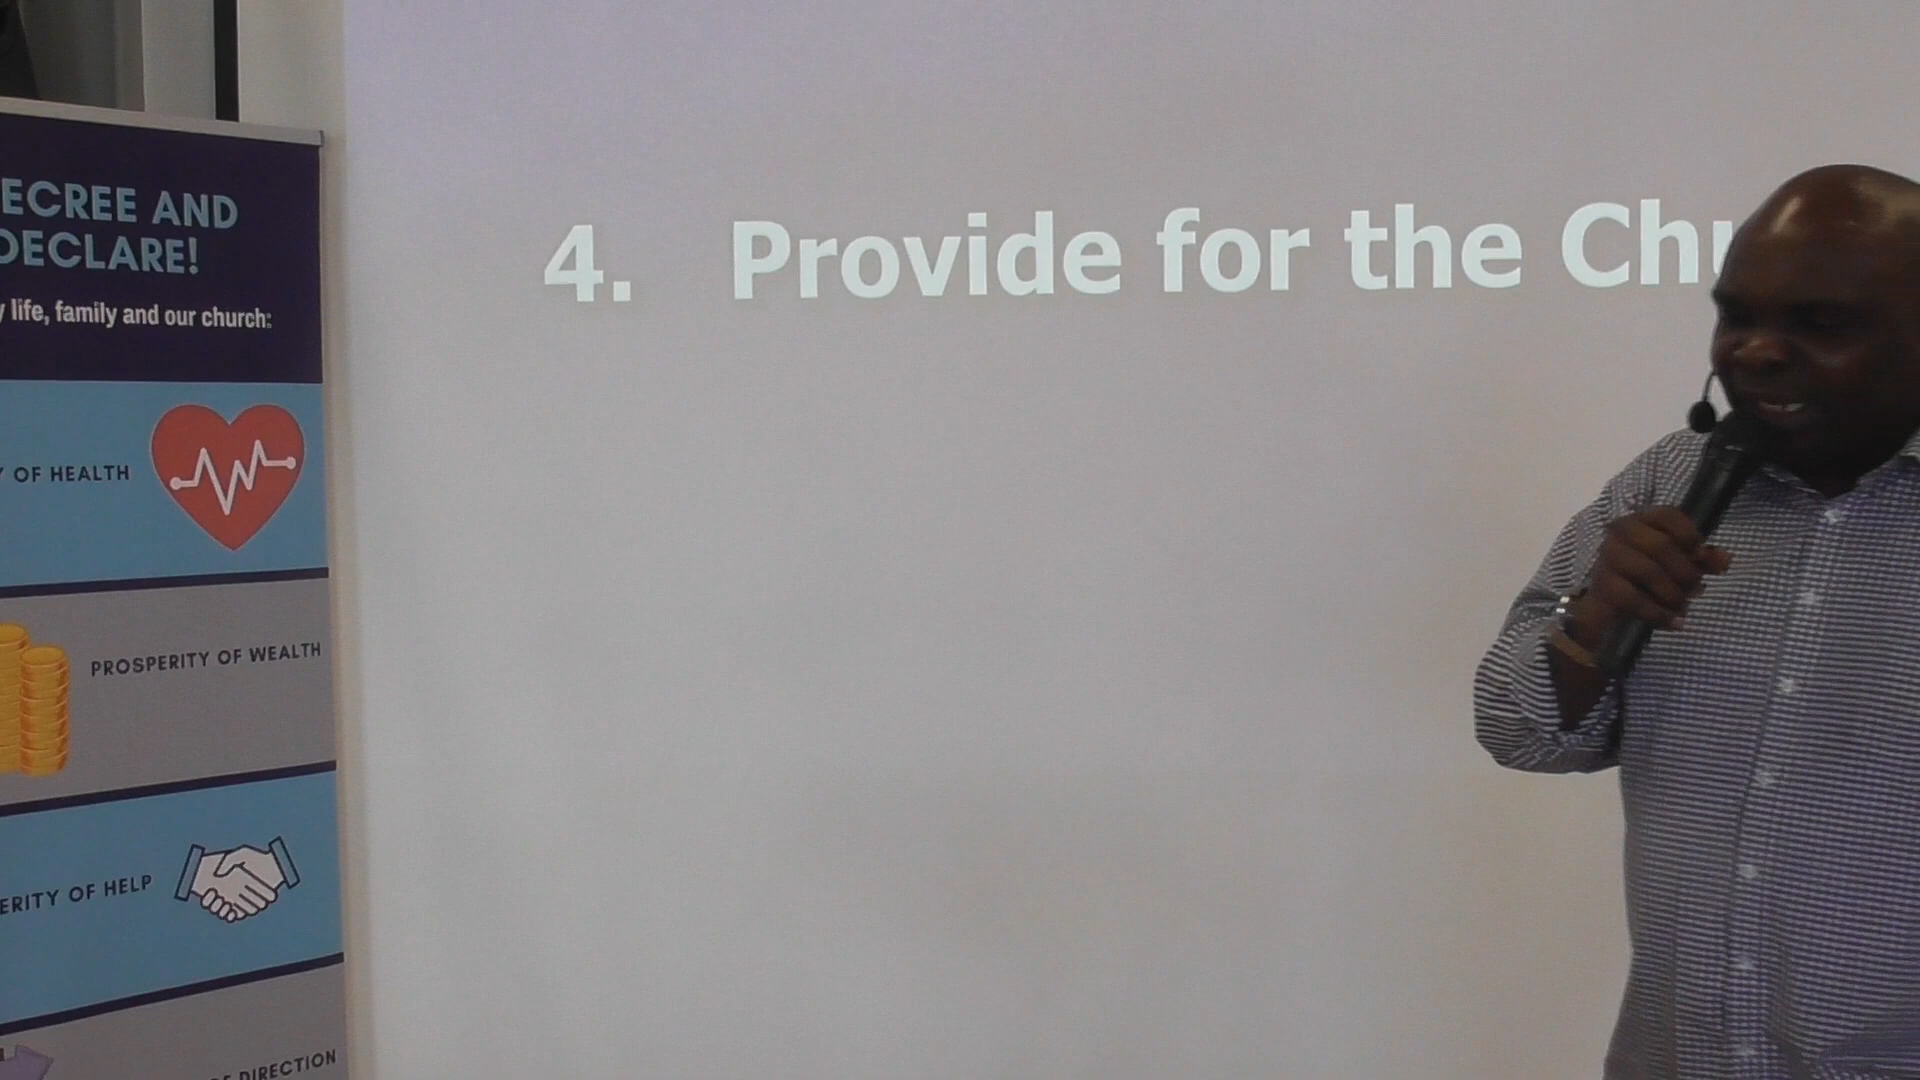 ECREE AND
DECLARE!
life, family and our church:
OF HEALTH
PROSPERITY OF WEALTH
ERITY OF HELP
DIRECTION
4. Provide for the Chu